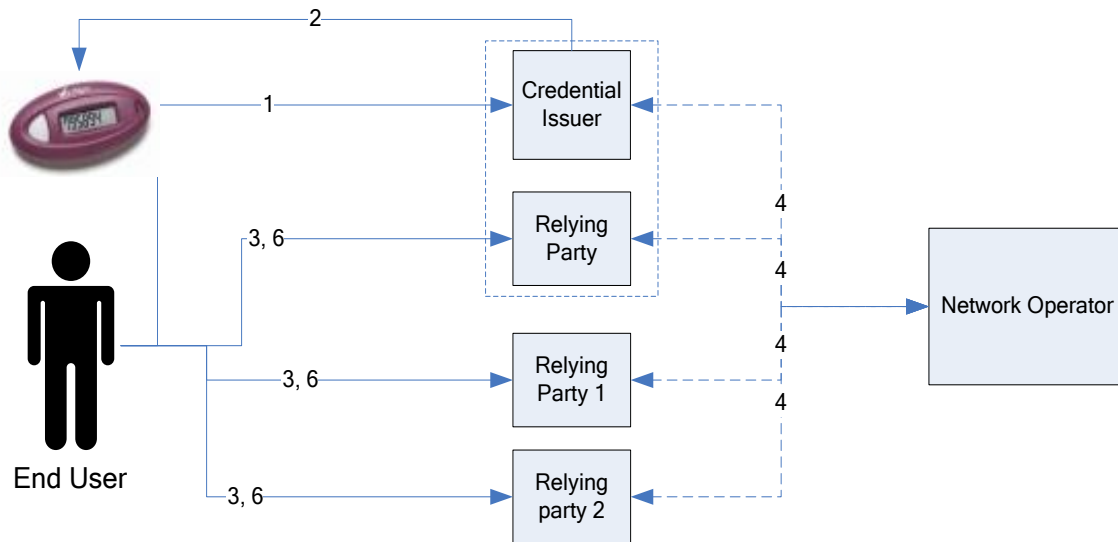 2
1
Credential
Issuer
4
3, 6
Relying
Party
4
Network Operator
4
3, 6
Relying
Party 1
4
End User
3, 6
Relying
party 2